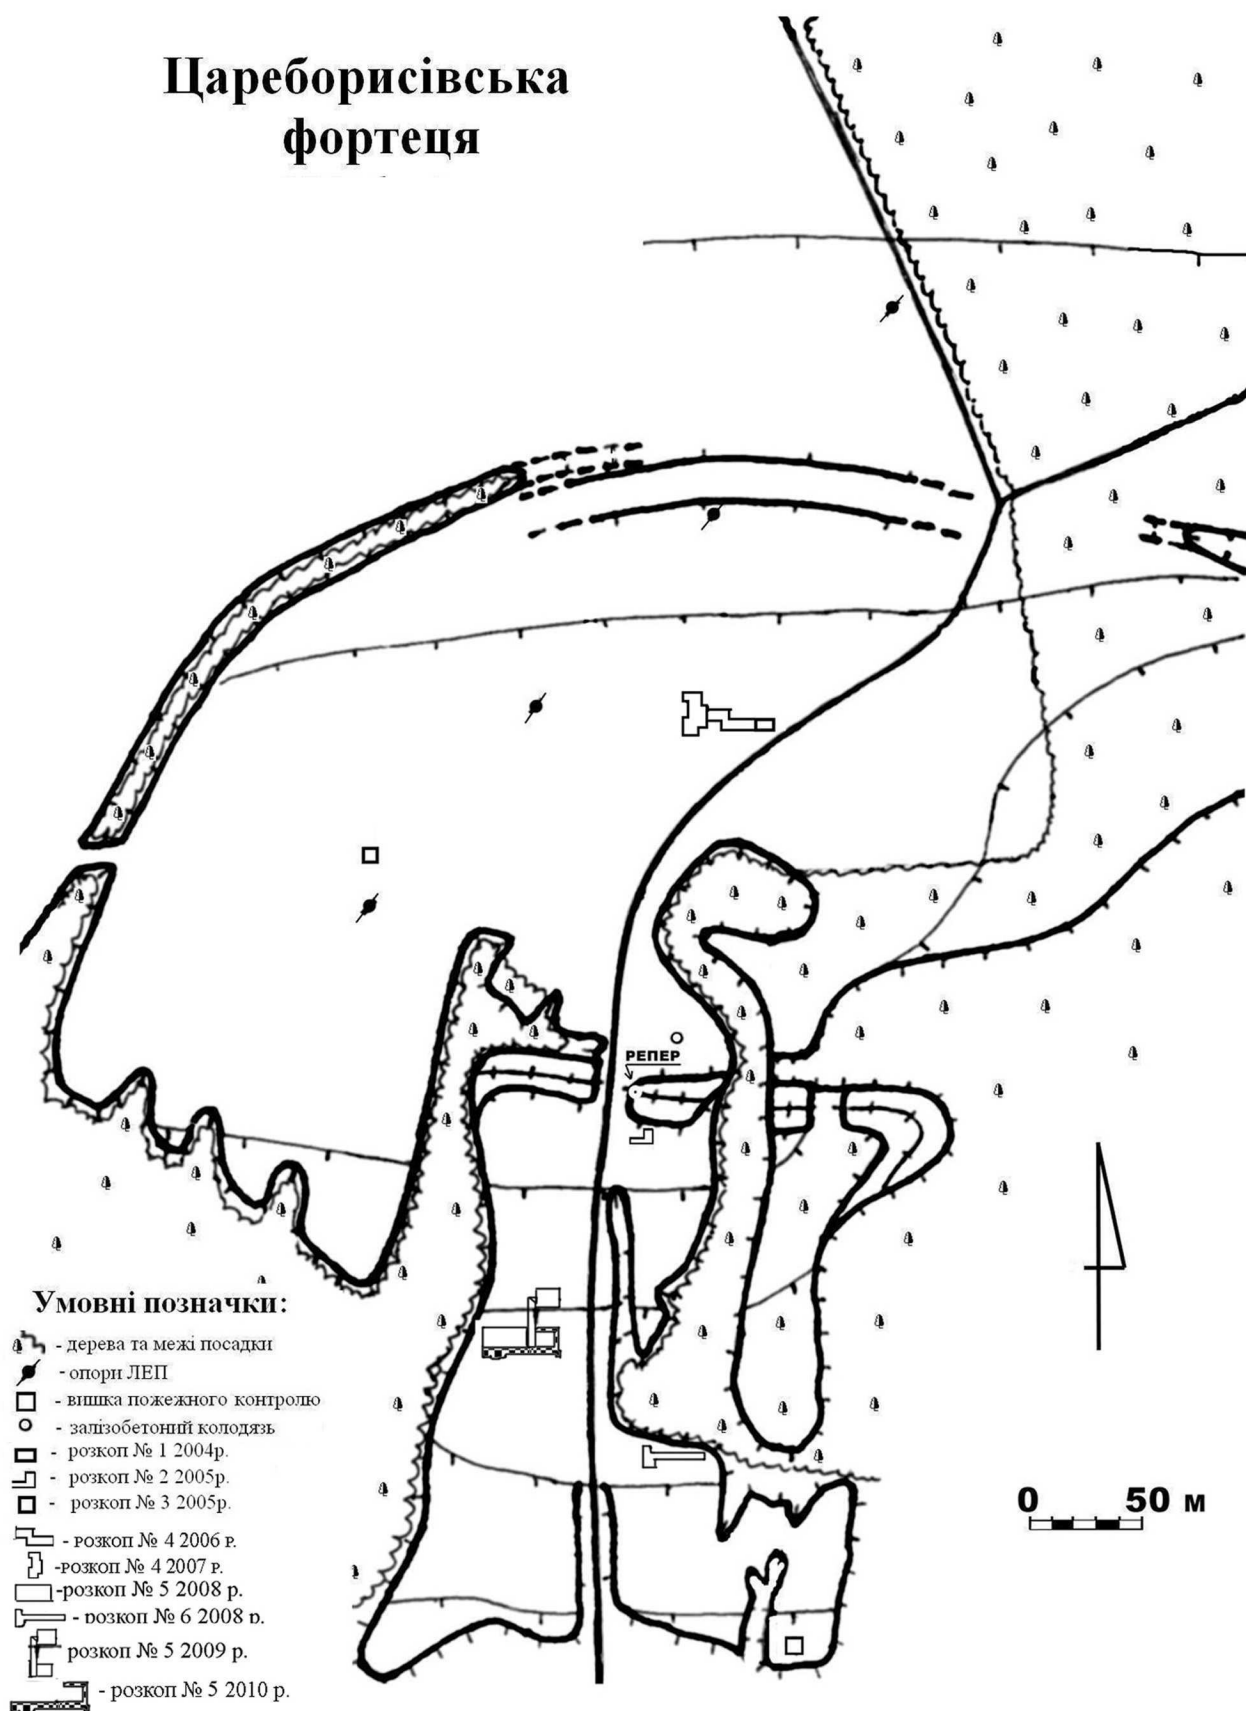 Цареборисівська
фортеця
РЕПЕР
Умовні позначки:
- дерева та межі посадки
- опори ЛЕП
- вишка пожежного контролю
- залізобетоний колодязь
- розкоп № 1 2004р.
- розкоп № 2 2005р.
- розкоп № 3 2005р.
- розкоп № 4 2006 р.
-розкоп № 4 2007 р.
-розкоп № 5 2008 р.
- розкоп № 6 2008 р.
розкоп № 5 2009 р.
- розкоп № 5 2010 р.
0 50 м